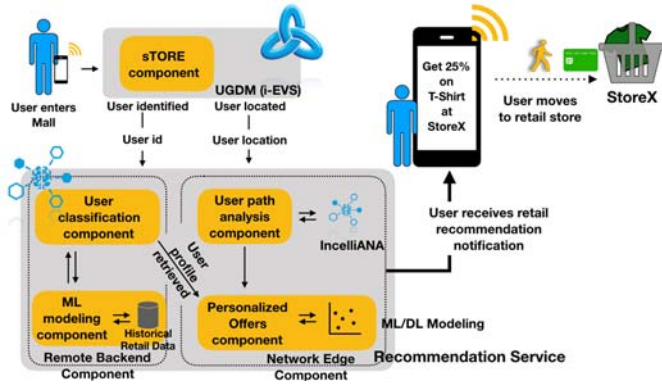 sTORE
component
UGDM (i-EVS)
User enters
Mall
User identified
User located
User id
User location
Get 25%
on
T-Shirt
at
StoreX
User moves
to retail store
StoreX
User
classification
component
User path
analysis
component
IncelliANA
User receives retail
recommendation
notification
User
profile
retrieved
ML
modeling
component
Historical
Retail Data
Personalized
Offers
component
ML/DL Modeling
Remote Backend
Component
Network Edge
Component
Recommendation Service